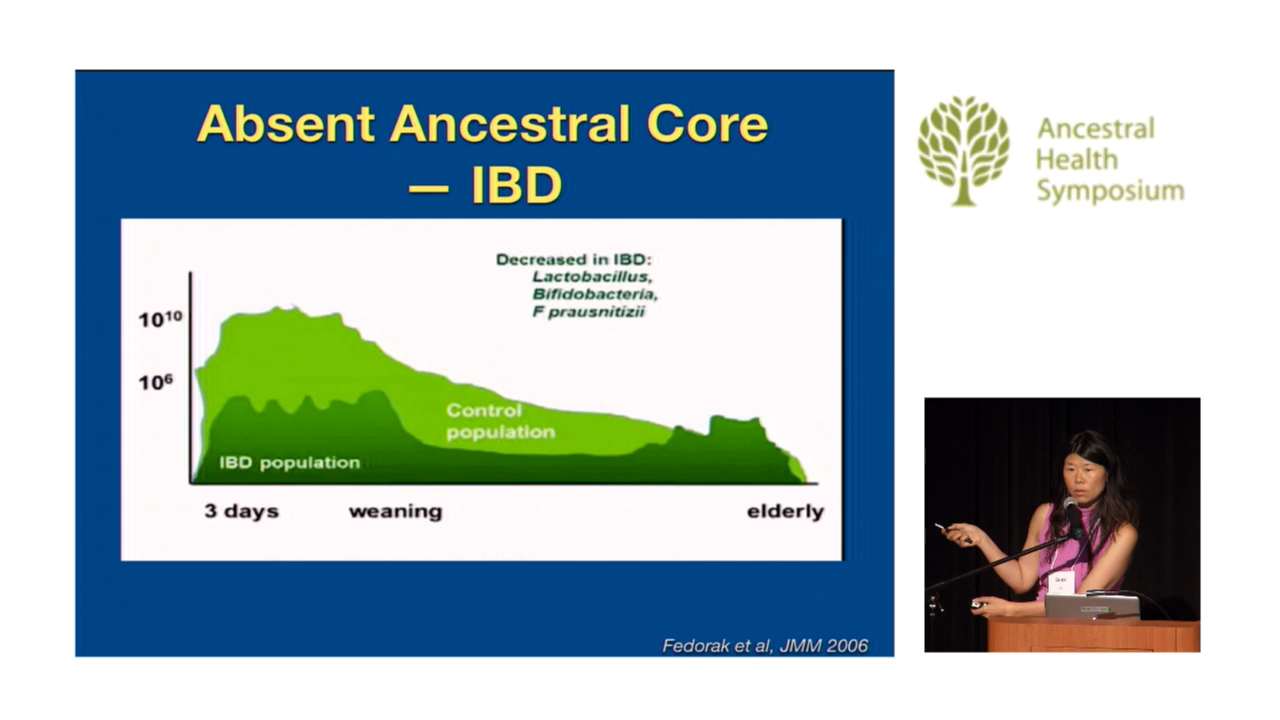 Absent Ancestral Core
— IBD
Decreased in IBD:
Lactobacillus,
Bifidobacteria,
F prausnitizii
10¹⁰
10⁶
Control
population
IBD population
3 days
weaning
elderly
Fedorak et al, JMM 2006
Ancestral
Health
Symposium